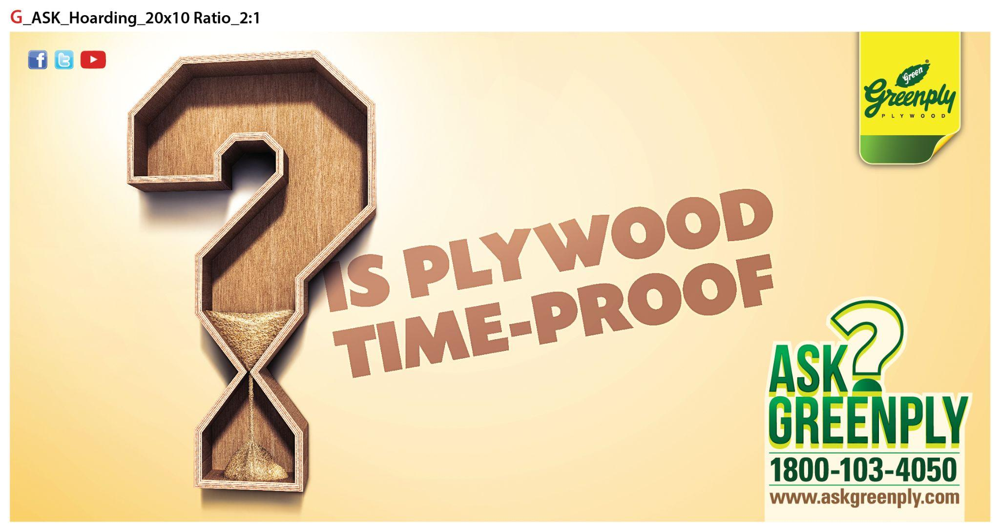 G_ASK_Hoarding_20x10 Ratio_2:1
Green
Greenply
PLYWOOD
IS PLYWOOD
TIME-PROOF
ASK?
GREENPLY
1800-103-4050
www.askgreenply.com